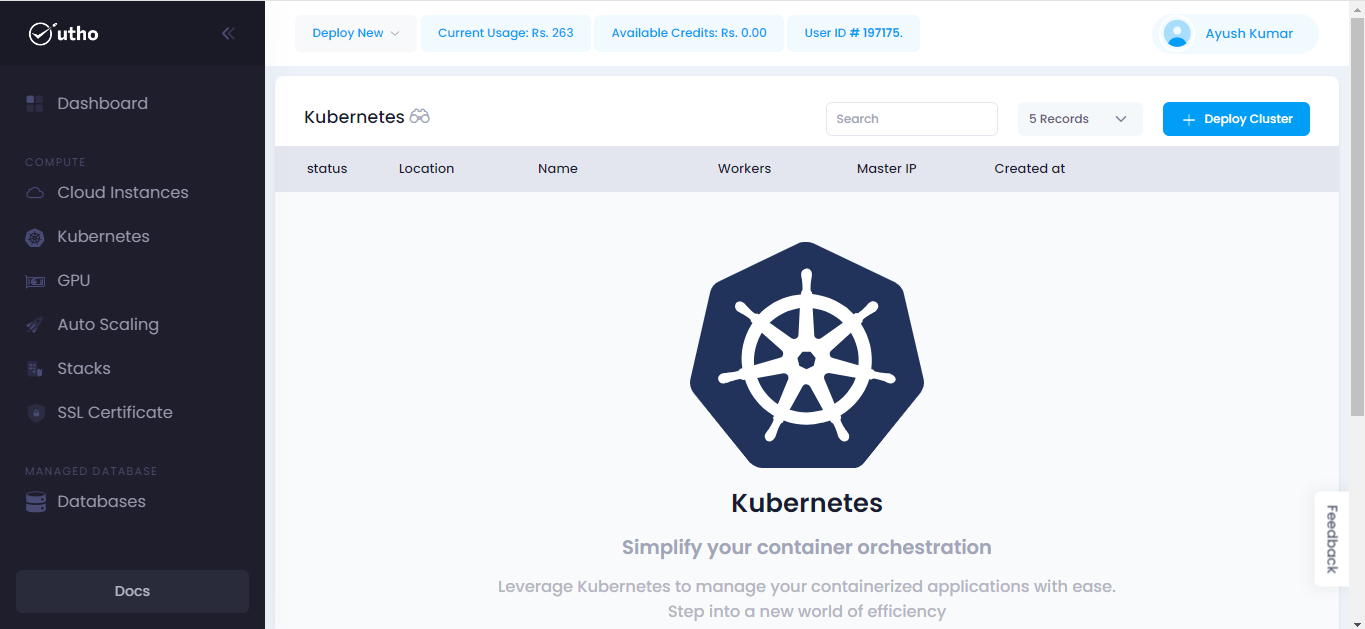 utho
Deploy New
Current Usage: Rs. 263
Available Credits: Rs. 0.00
User ID # 197175.
Ayush Kumar
Dashboard
COMPUTE
Cloud Instances
Kubernetes
GPU
Auto Scaling
Stacks
SSL Certificate
MANAGED DATABASE
Databases
Docs
Kubernetes
Search
5 Records
Deploy Cluster
status Location Name Workers Master IP Created at
Kubernetes
Simplify your container orchestration
Leverage Kubernetes to manage your containerized applications with ease.
Step into a new world of efficiency
Feedback